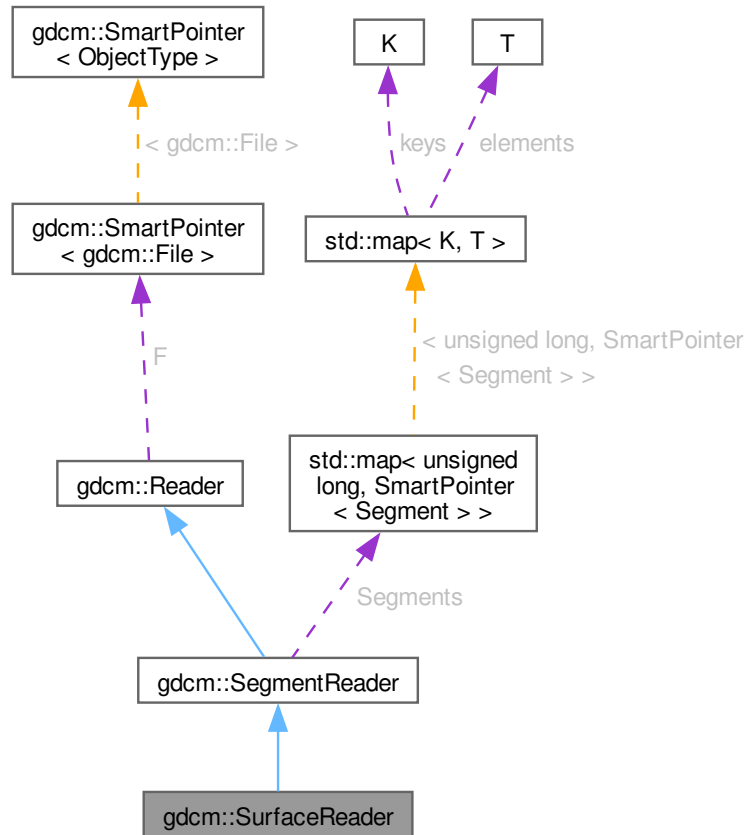 gdcm::SmartPointer
< ObjectType >
K
T
< gdcm::File >
keys
elements
gdcm::SmartPointer
< gdcm::File >
std::map< K, T >
F
< unsigned long, SmartPointer
< Segment > >
gdcm::Reader
std::map< unsigned
long, SmartPointer
< Segment > >
Segments
gdcm::SegmentReader
gdcm::SurfaceReader